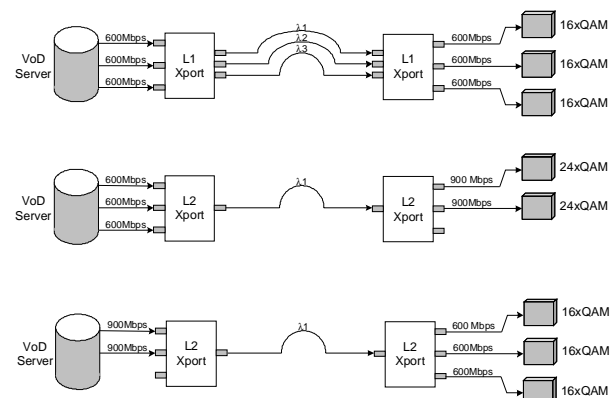 λ1
λ2
λ3
600Mbps
600Mbps
600Mbps
VoD
Server
L1
Xport
L1
Xport
600Mbps
600Mbps
600Mbps
16xQAM
16xQAM
16xQAM
600Mbps
600Mbps
600Mbps
VoD
Server
L2
Xport
λ1
L2
Xport
900 Mbps
900Mbps
24xQAM
24xQAM
900Mbps
900Mbps
VoD
Server
L2
Xport
λ1
L2
Xport
600 Mbps
600Mbps
600Mbps
16xQAM
16xQAM
16xQAM